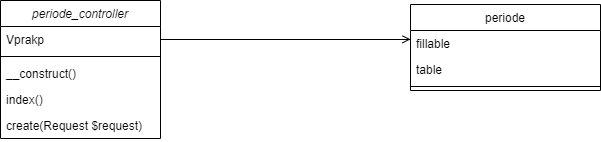 periode_controller
Vprakp
__construct()
index()
create(Request $request)
periode
fillable
table